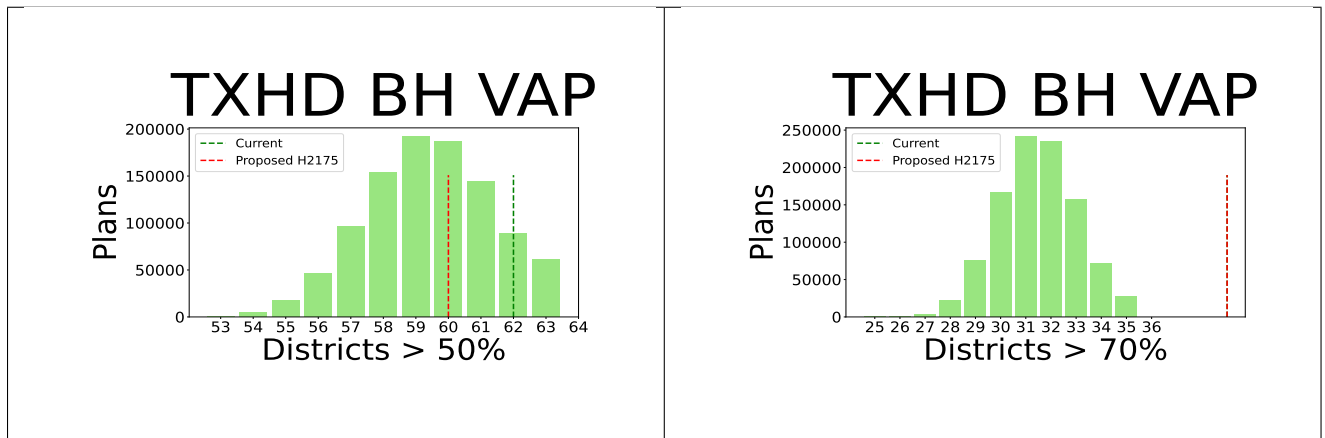 TXHD BH VAP
200000
150000
100000
50000
0
Plans
Current
Proposed H2175
53 54 55 56 57 58 59 60 61 62 63 64
Districts > 50%
TXHD BH VAP
250000
200000
150000
100000
50000
0
Plans
Current
Proposed H2175
25 26 27 28 29 30 31 32 33 34 35 36
Districts > 70%